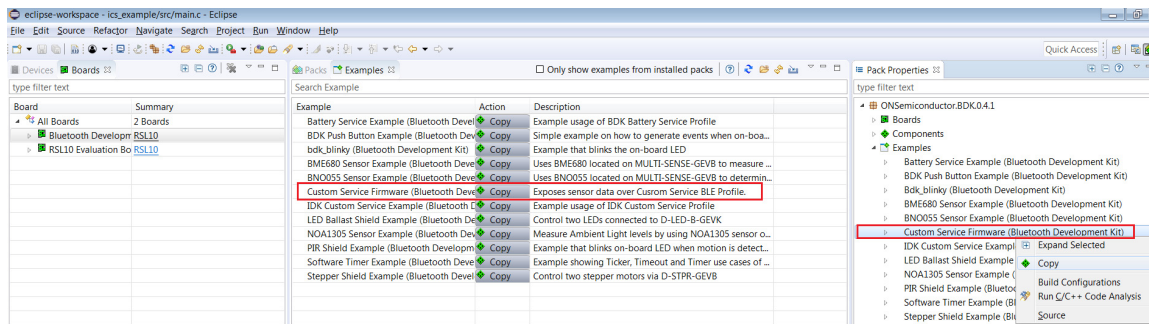 eclipse-workspace - ics_example/src/main.c - Eclipse
File Edit Source Refactor Navigate Search Project Run Window Help
Quick Access
Devices Boards
type filter text
Board Summary
All Boards 2 Boards
Bluetooth Developm RSL10
RSL10 Evaluation Bo RSL10
Packs Examples Only show examples from installed packs
Search Example
Example Action Description
Battery Service Example (Bluetooth Devel Copy Example usage of BDK Battery Service Profile
BDK Push Button Example (Bluetooth Dev Copy Simple example on how to generate events when on-boa...
bdk_blinky (Bluetooth Development Kit) Copy Example that blinks the on-board LED
BME680 Sensor Example (Bluetooth Deve Copy Uses BME680 located on MULTI-SENSE-GEVB to measure ...
BNO055 Sensor Example (Bluetooth Deve Copy Uses BNO055 located on MULTI-SENSE-GEVB to determin...
Custom Service Firmware (Bluetooth Deve Copy Exposes sensor data over Cusrom Service BLE Profile.
IDK Custom Service Example (Bluetooth D Copy Example usage of IDK Custom Service Profile
LED Ballast Shield Example (Bluetooth De Copy Control two LEDs connected to D-LED-B-GEVK
NOA1305 Sensor Example (Bluetooth Dev Copy Measure Ambient Light levels by using NOA1305 sensor o...
PIR Shield Example (Bluetooth Developm Copy Example that blinks on-board LED when motion is detect...
Software Timer Example (Bluetooth Devel Copy Example showing Ticker, Timeout and Timer use cases of ...
Stepper Shield Example (Bluetooth Devel Copy Control two stepper motors via D-STPR-GEVB
Pack Properties
type filter text
ONSemiconductor.BDK.0.4.1
Boards
Components
Examples
Battery Service Example (Bluetooth Development Kit)
BDK Push Button Example (Bluetooth Development Kit)
Bdk_blinky (Bluetooth Development Kit)
BME680 Sensor Example (Bluetooth Development Kit)
BNO055 Sensor Example (Bluetooth Development Kit)
Custom Service Firmware (Bluetooth Development Kit)
IDK Custom Service Exampl
LED Ballast Shield Example
NOA1305 Sensor Example (
PIR Shield Example (Bluetoo
Software Timer Example (Bl
Stepper Shield Example (Bl
Expand Selected
Copy
Build Configurations
Run C/C++ Code Analysis
Source